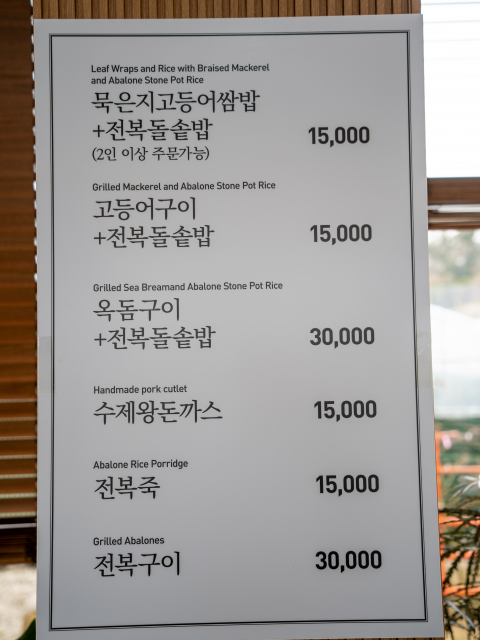 Leaf Wraps and Rice with Braised Mackerel
and Abalone Stone Pot Rice
묵은지고등어쌈밥
+전복돌솥밥 15,000
(2인 이상 주문가능)
Grilled Mackerel and Abalone Stone Pot Rice
고등어구이
+전복돌솥밥 15,000
Grilled Sea Breamand Abalone Stone Pot Rice
옥돔구이
+전복돌솥밥 30,000
Handmade pork cutlet
수제왕돈까스 15,000
Abalone Rice Porridge
전복죽 15,000
Grilled Abalones
전복구이 30,000